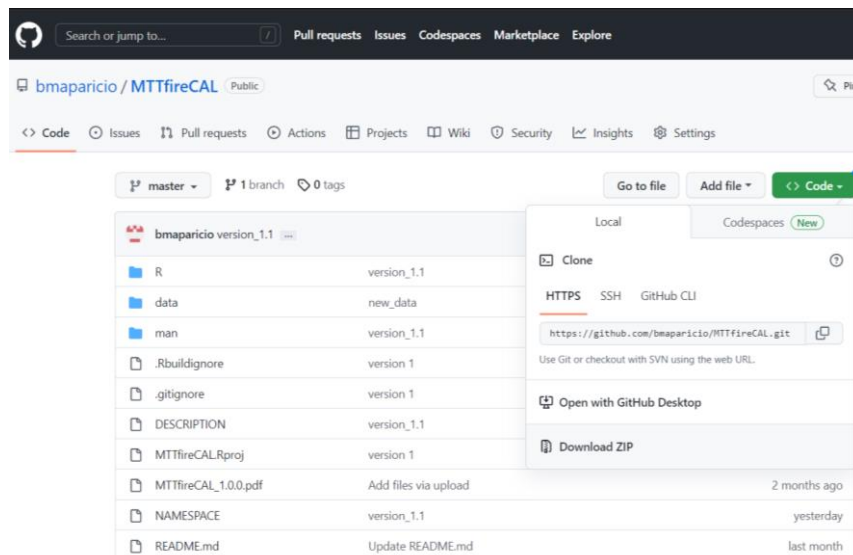 Search or jump to... / Pull requests Issues Codespaces Marketplace Explore
bmaparicio / MTTfireCAL Public
<> Code Issues Pull requests Actions Projects Wiki Security Insights Settings
master 1 branch 0 tags Go to file Add file <> Code
bmaparicio version_1.1 ...
Local Codespaces New
R version_1.1
Clone
data new_data
HTTPS SSH GitHub CLI
man version_1.1
https://github.com/bmaparicio/MTTfireCAL.git
.Rbuildignore version 1
Use Git or checkout with SVN using the web URL.
.gitignore version 1
Open with GitHub Desktop
DESCRIPTION version_1.1
MTTfireCAL.Rproj version 1
Download ZIP
MTTfireCAL_1.0.0.pdf Add files via upload 2 months ago
NAMESPACE version_1.1 yesterday
README.md Update README.md last month